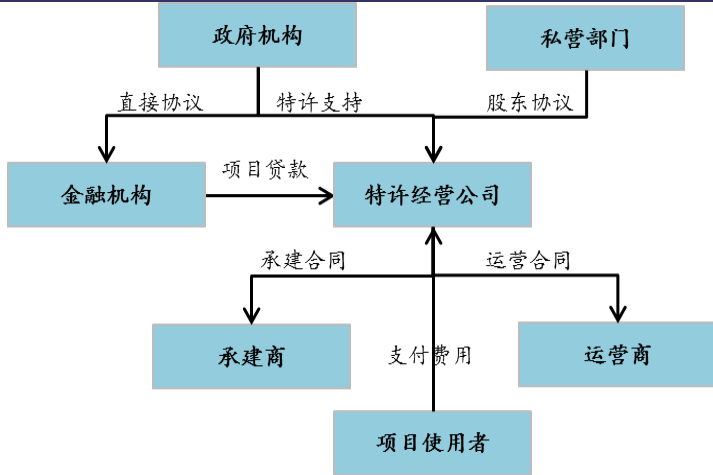 政府机构
私营部门
直接协议
特许支持
股东协议
金融机构
项目贷款
特许经营公司
承建合同
运营合同
承建商
支付费用
运营商
项目使用者